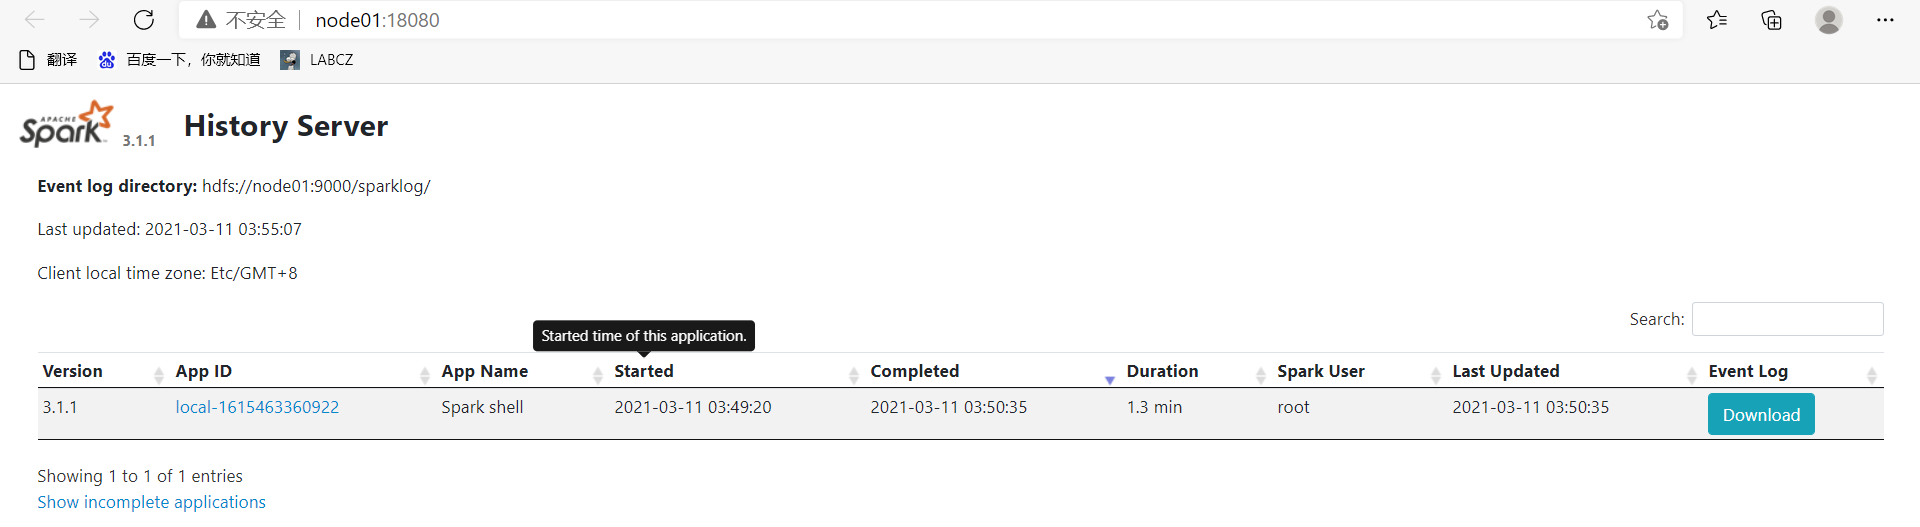 不安全 node01:18080
翻译 百度一下，你就知道 LABCZ
APACHE Spark 3.1.1 History Server
Event log directory: hdfs://node01:9000/sparklog/
Last updated: 2021-03-11 03:55:07
Client local time zone: Etc/GMT+8
Search:
Started time of this application.
Version App ID App Name Started Completed Duration Spark User Last Updated Event Log
3.1.1 local-1615463360922 Spark shell 2021-03-11 03:49:20 2021-03-11 03:50:35 1.3 min root 2021-03-11 03:50:35 Download
Showing 1 to 1 of 1 entries
Show incomplete applications